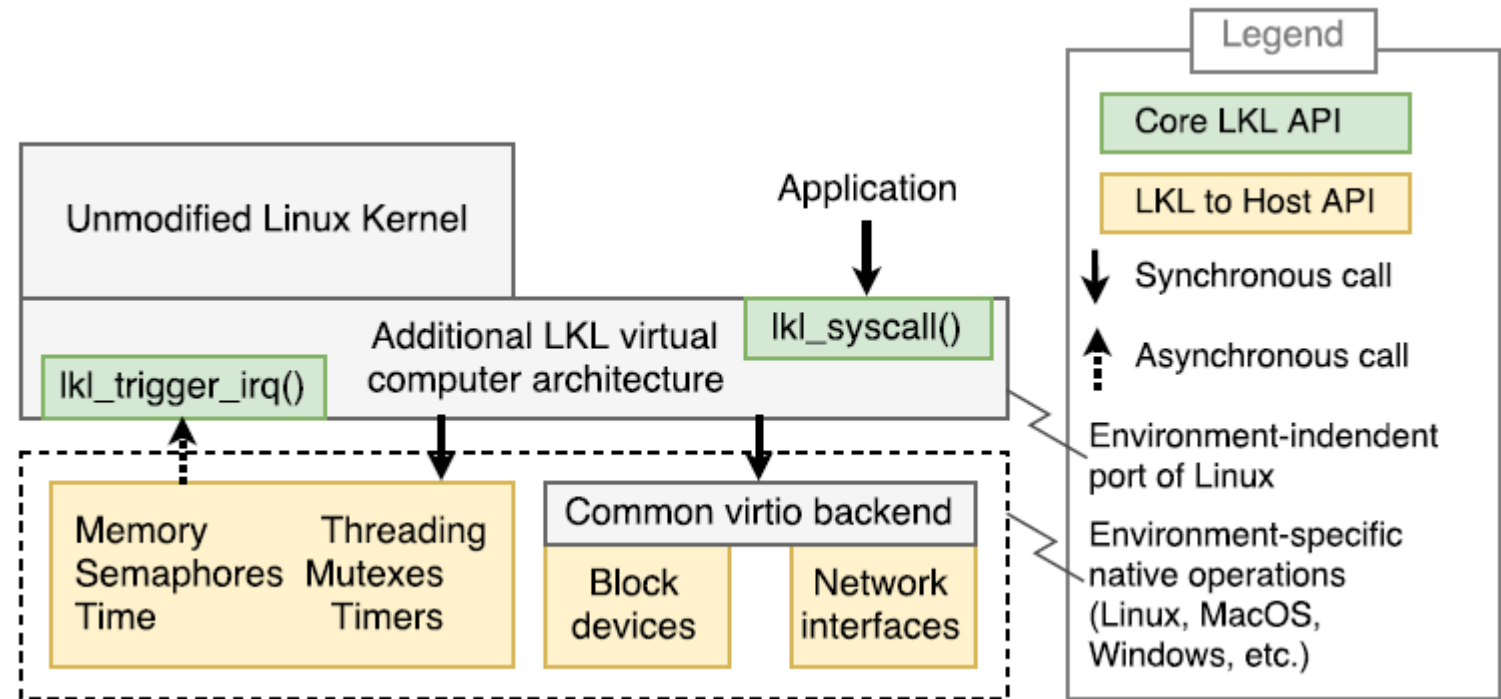 Unmodified Linux Kernel
Application
lkl_syscall()
Additional LKL virtual
computer architecture
lkl_trigger_irq()
Memory Threading
Semaphores Mutexes
Time Timers
Common virtio backend
Block
devices
Network
interfaces
Legend
Core LKL API
LKL to Host API
Synchronous call
Asynchronous call
Environment-indendent
port of Linux
Environment-specific
native operations
(Linux, MacOS,
Windows, etc.)